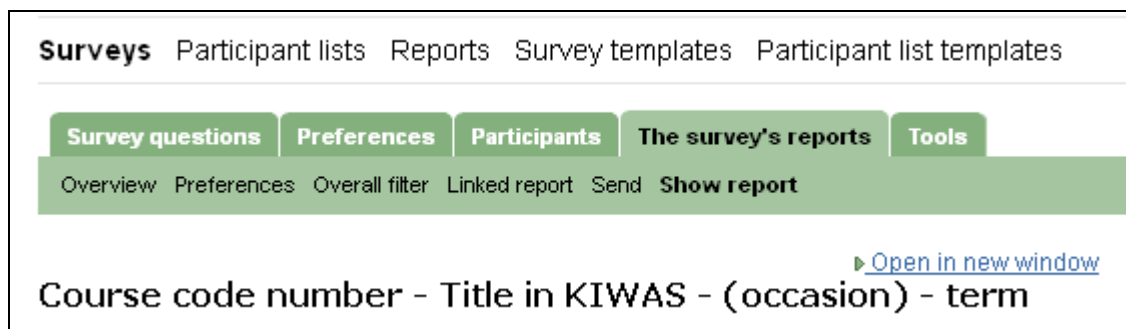 Surveys Participant lists Reports Survey templates Participant list templates
Survey questions Preferences Participants The survey's reports Tools
Overview Preferences Overall filter Linked report Send Show report
Open in new window
Course code number - Title in KIWAS - (occasion) - term